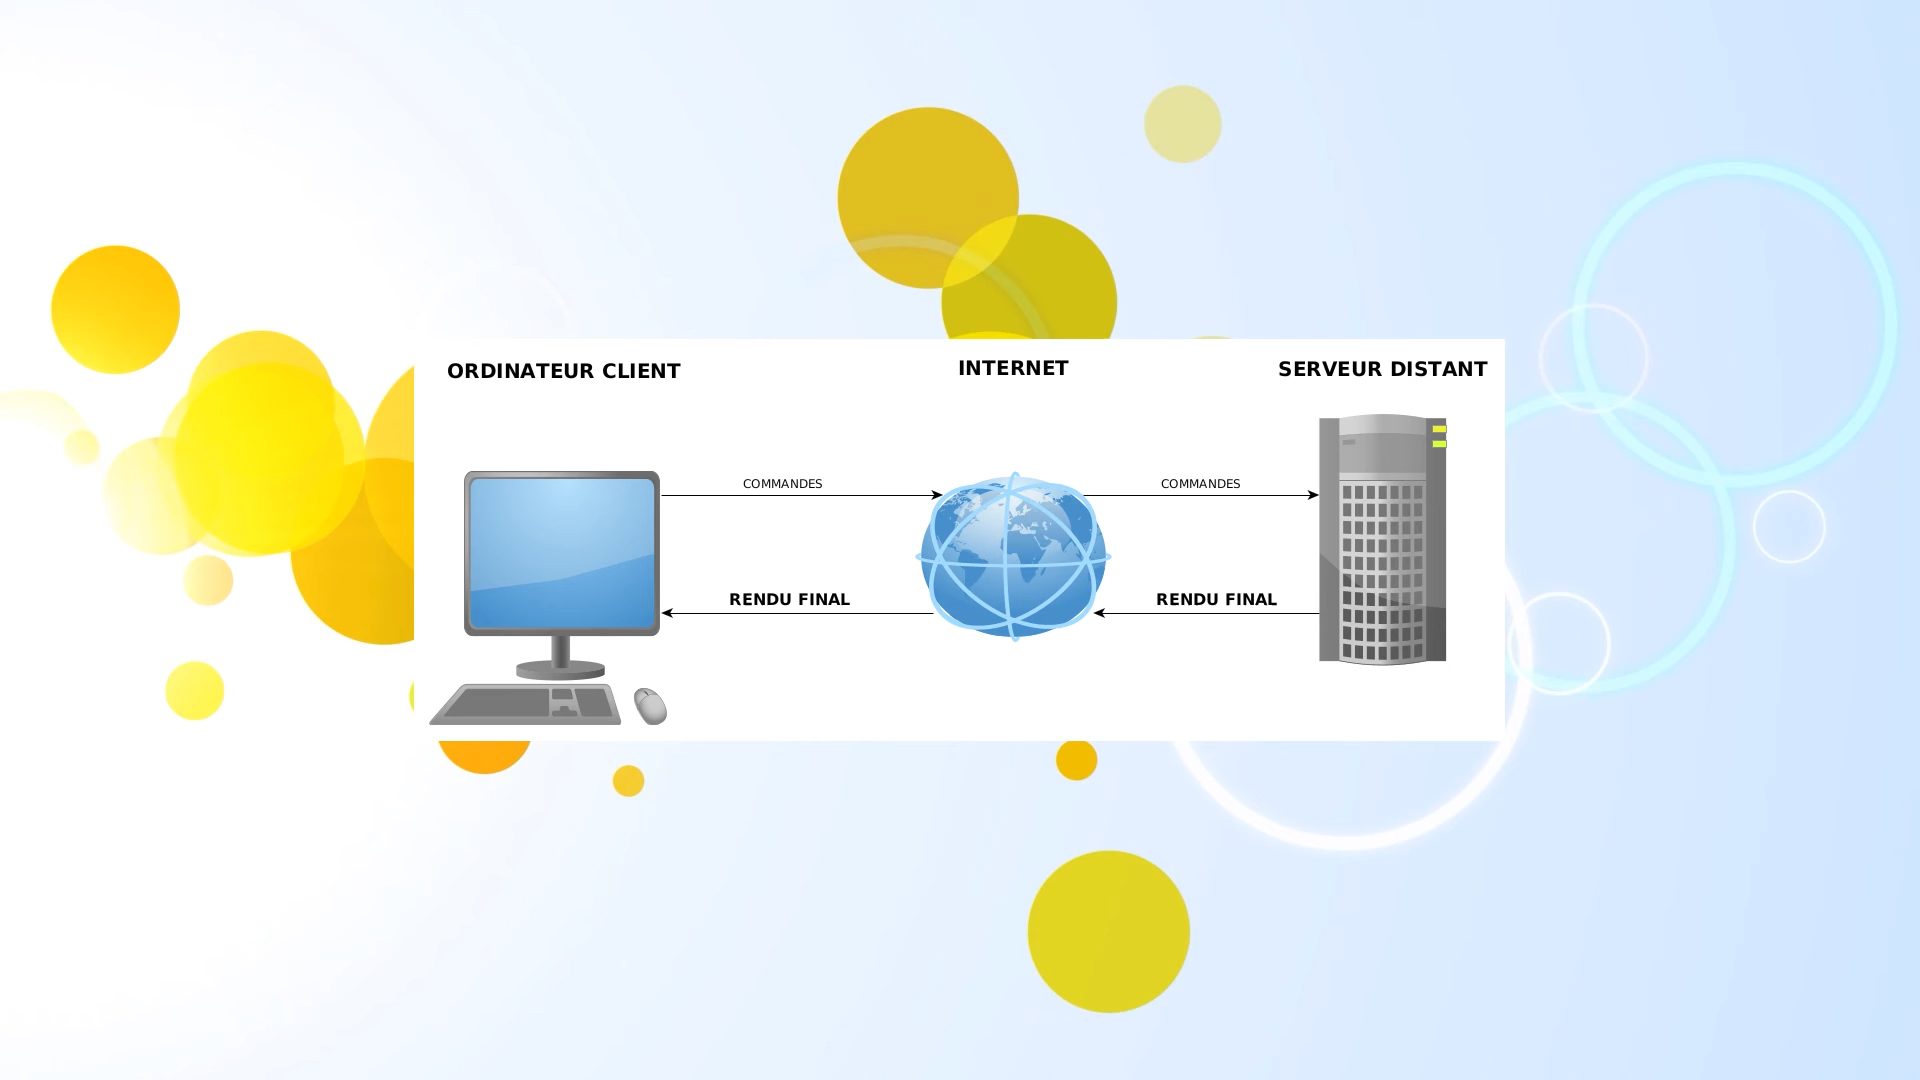 ORDINATEUR CLIENT
INTERNET
SERVEUR DISTANT
COMMANDES
COMMANDES
RENDU FINAL
RENDU FINAL